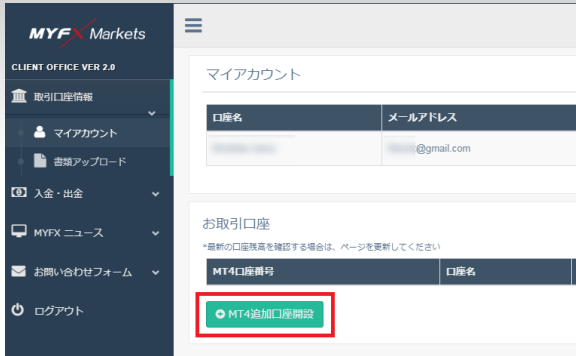 MYFX Markets
CLIENT OFFICE VER 2.0
取引口座情報
マイアカウント
書類アップロード
入金・出金
MYFX ニュース
お問い合わせフォーム
ログアウト
マイアカウント
口座名 メールアドレス
@gmail.com
お取引口座
*最新の口座残高を確認する場合は、ページを更新してください
MT4口座番号 口座名
MT4追加口座開設